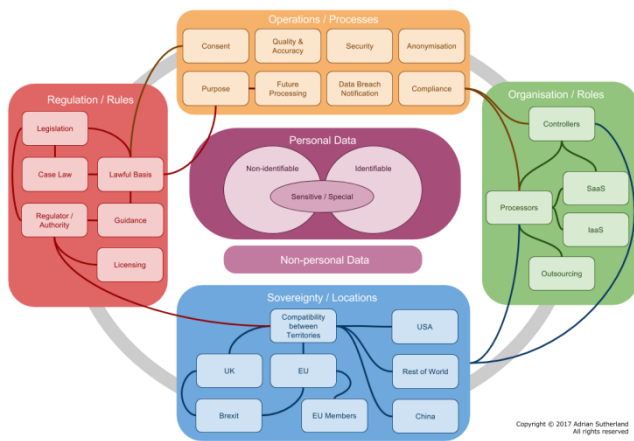 Operations / Processes
Consent
Quality &
Accuracy
Security
Anonymisation
Purpose
Future
Processing
Data Breach
Notification
Compliance
Regulation / Rules
Legislation
Case Law
Lawful Basis
Regulator /
Authority
Guidance
Licensing
Personal Data
Non-identifiable
Identifiable
Sensitive / Special
Non-personal Data
Organisation / Roles
Controllers
Processors
SaaS
IaaS
Outsourcing
Sovereignty / Locations
Compatibility
between
Territories
USA
UK
EU
Rest of World
Brexit
EU Members
China
Copyright © 2017 Adrian Sutherland
All rights reserved